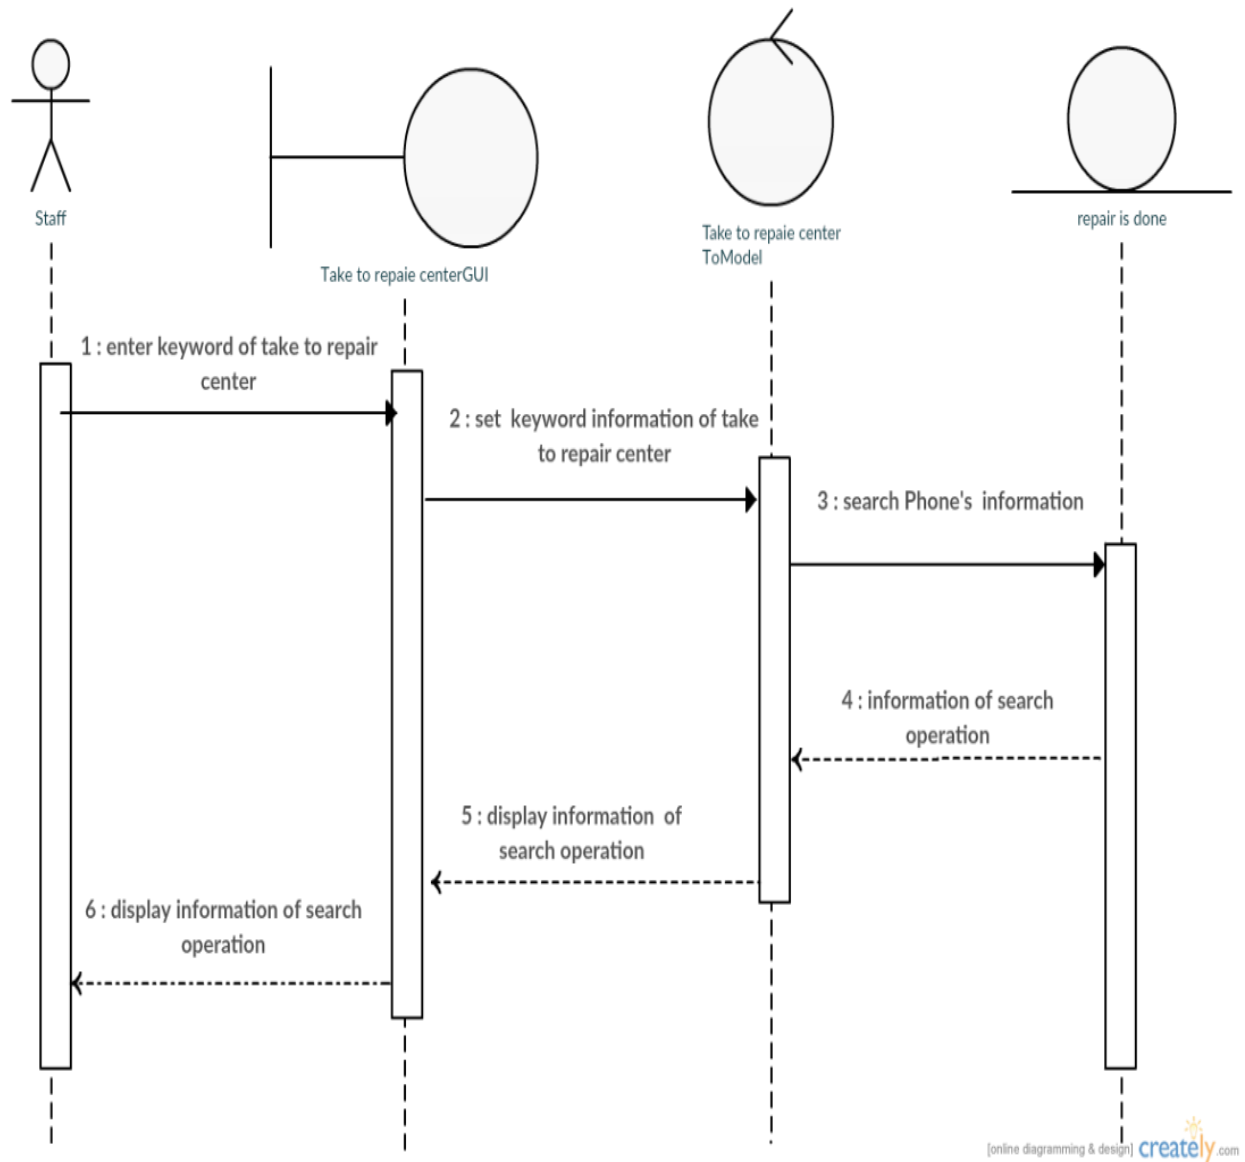 Staff
Take to repaie centerGUI
Take to repaie center
ToModel
repair is done
1 : enter keyword of take to repair
center
2 : set keyword information of take
to repair center
3 : search Phone's information
4 : information of search
operation
5 : display information of
search operation
6 : display information of search
operation
[online diagramming & design] creately.com